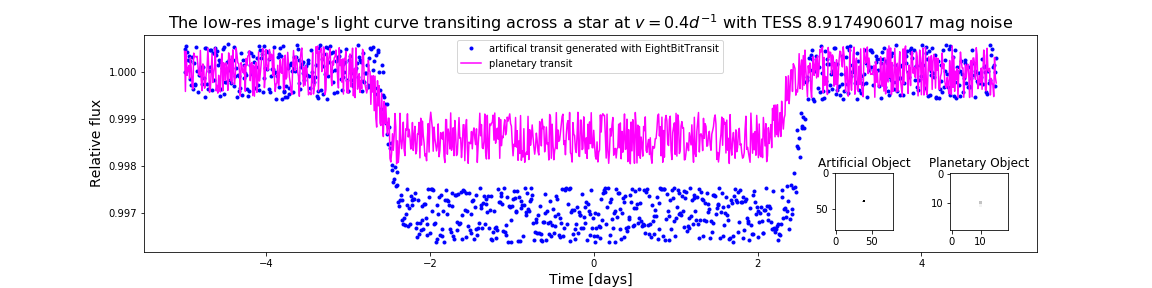 The low-res image's light curve transiting across a star at v = 0.4d⁻¹ with TESS 8.9174906017 mag noise
artifical transit generated with EightBitTransit
planetary transit
Relative flux
1.000
0.999
0.998
0.997
Artificial Object
Planetary Object
0
50
0
50
0
10
0
10
−4
−2
0
2
4
Time [days]